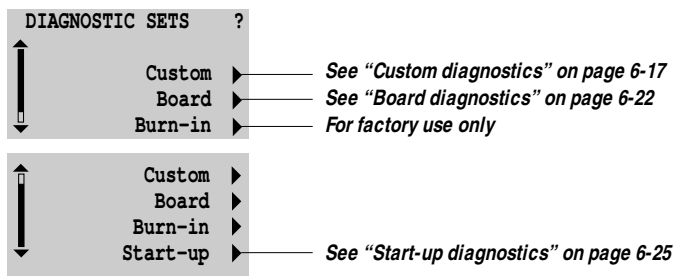 DIAGNOSTIC SETS ?
Custom See “Custom diagnostics” on page 6-17
Board See “Board diagnostics” on page 6-22
Burn-in For factory use only
Custom
Board
Burn-in
Start-up See “Start-up diagnostics” on page 6-25